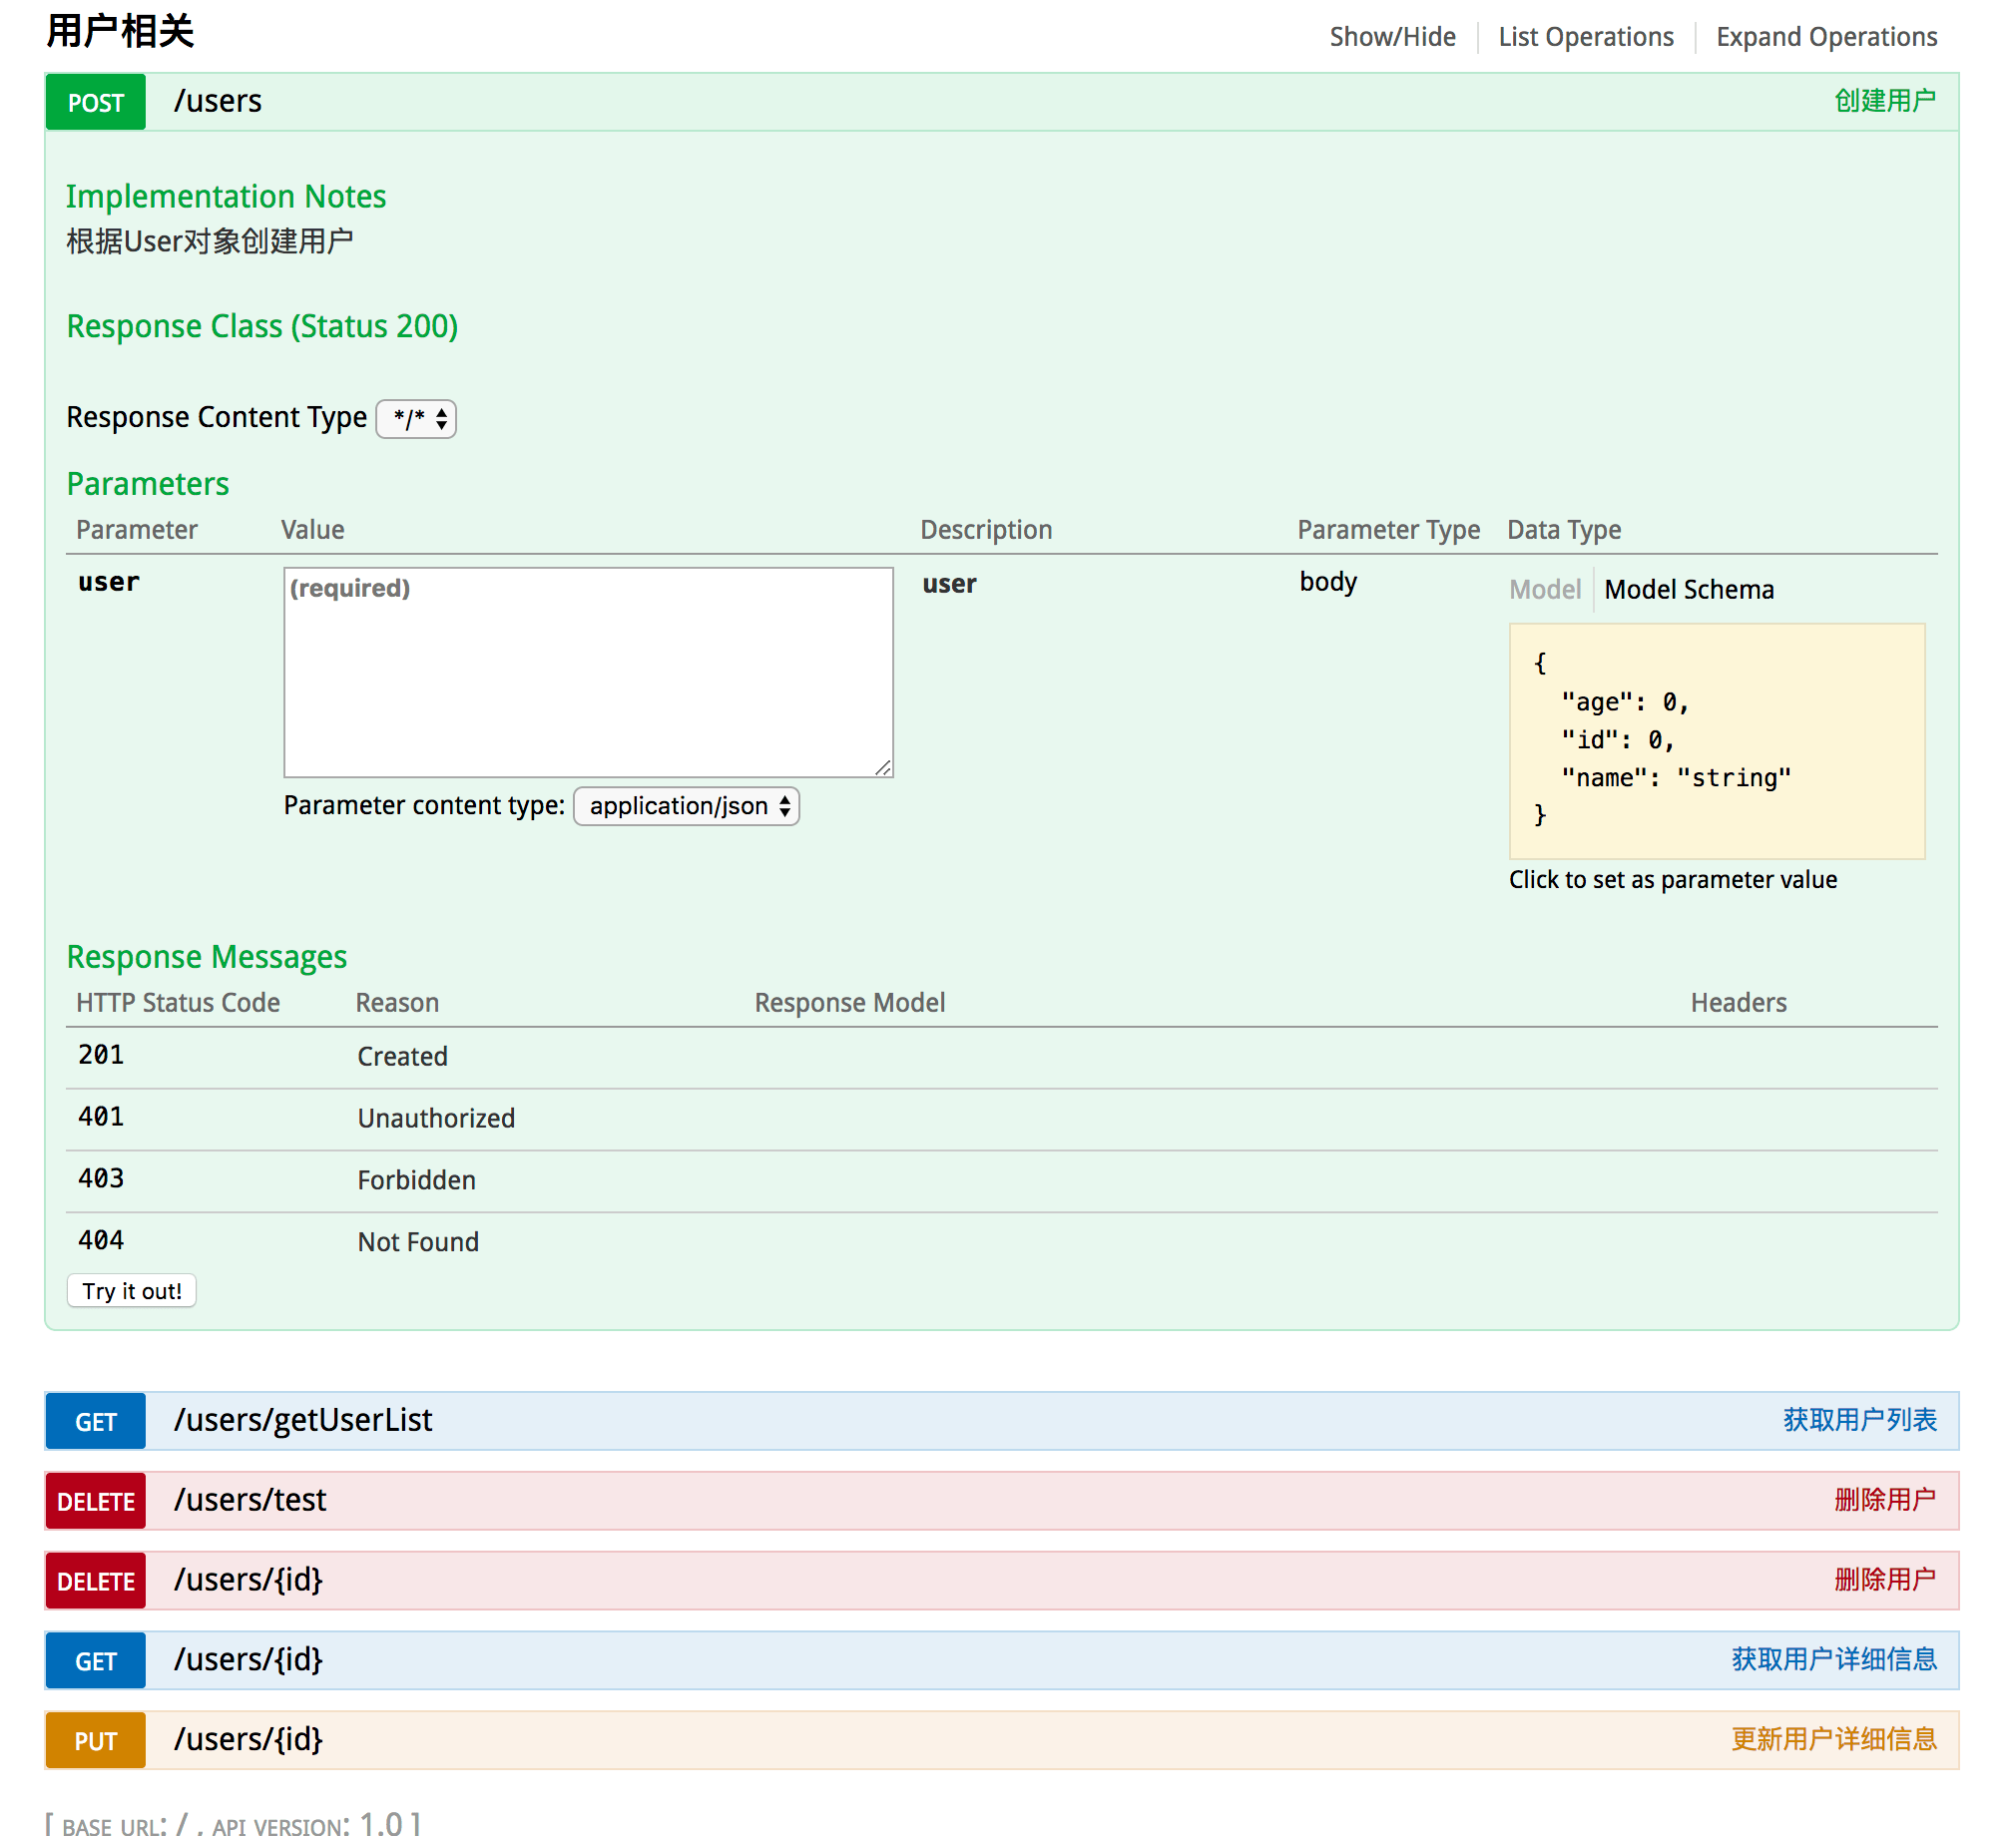 用户相关
Show/Hide List Operations Expand Operations
POST /users 创建用户
Implementation Notes
根据User对象创建用户
Response Class (Status 200)
Response Content Type */*
Parameters
Parameter Value Description Parameter Type Data Type
user (required) user body Model Model Schema
{
"age": 0,
"id": 0,
"name": "string"
}
Parameter content type: application/json
Click to set as parameter value
Response Messages
HTTP Status Code Reason Response Model Headers
201 Created
401 Unauthorized
403 Forbidden
404 Not Found
Try it out!
GET /users/getUserList 获取用户列表
DELETE /users/test 删除用户
DELETE /users/{id} 删除用户
GET /users/{id} 获取用户详细信息
PUT /users/{id} 更新用户详细信息
[ BASE URL: / , API VERSION: 1.0 ]